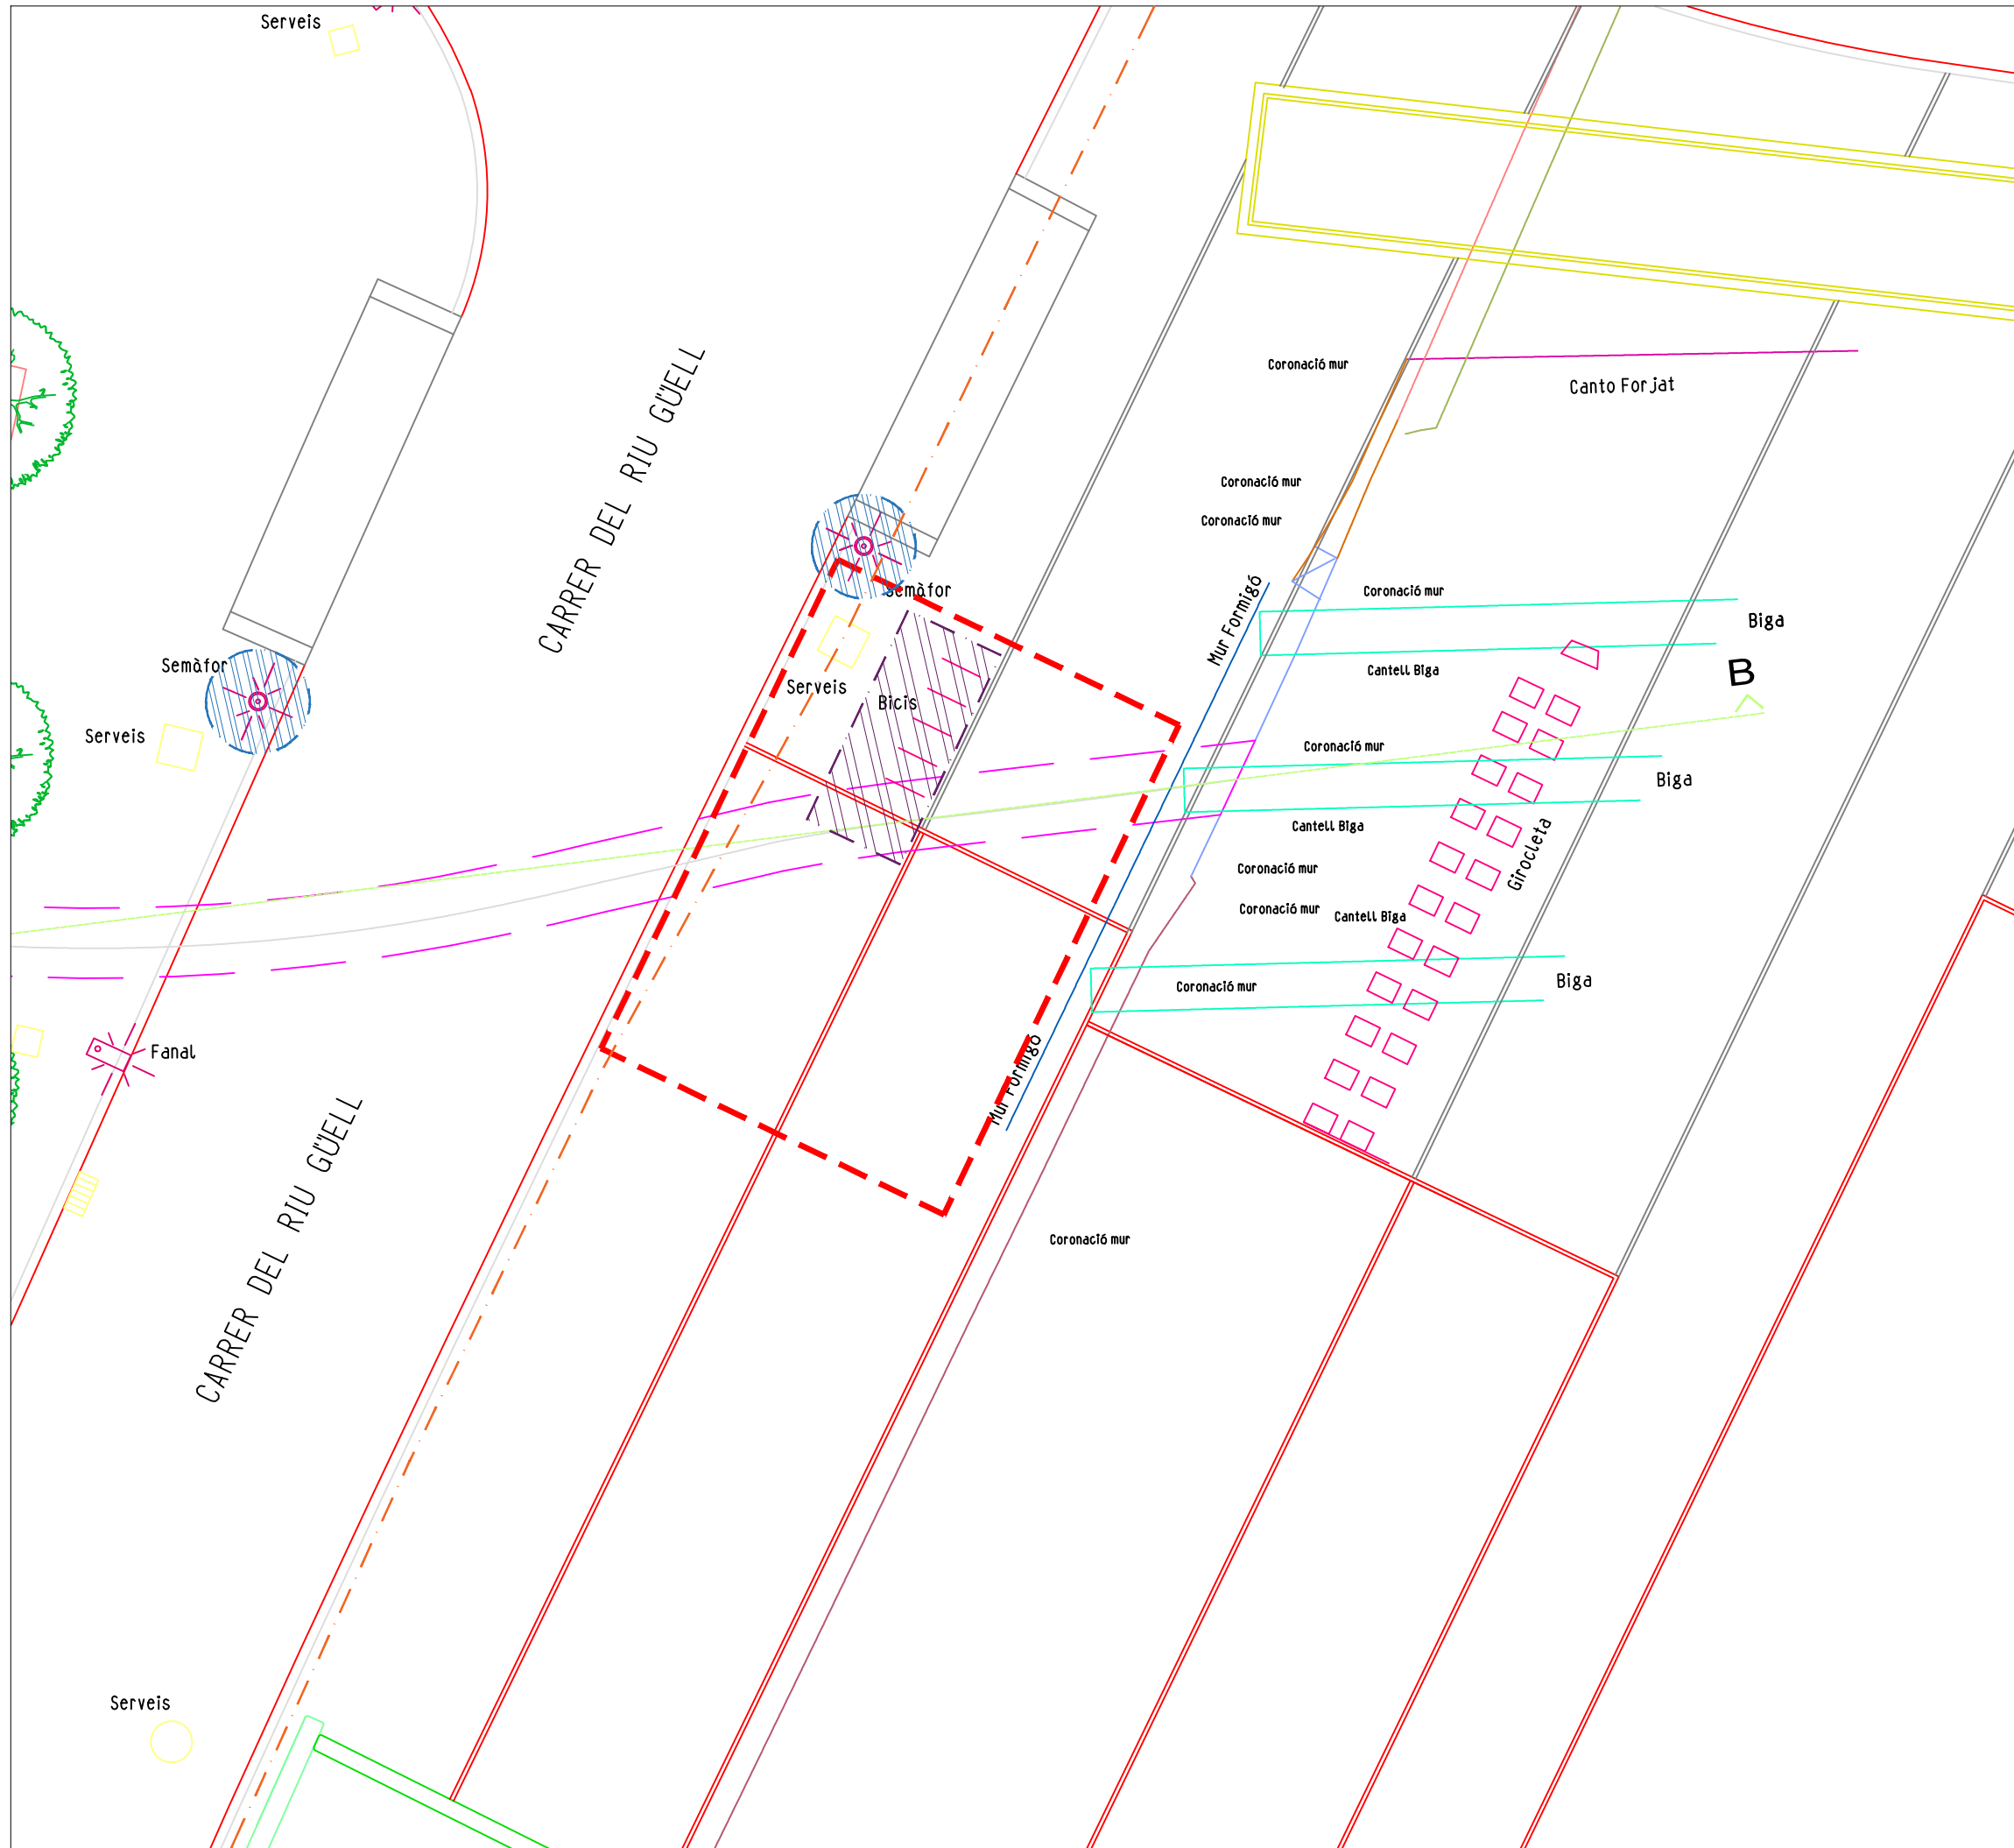 Serveis
CARRER DEL RIU GÜELL
Coronació mur
Canto Forjat
Coronació mur
Coronació mur
Semàfor
Coronació mur
Mur Formigó
Biga
Semàfor
Cantell Biga
B
Serveis
Bicis
Serveis
Coronació mur
Biga
Cantell Biga
Girocleta
Coronació mur
Coronació mur
Cantell Biga
Biga
Coronació mur
Fanal
Mur Formigó
CARRER DEL RIU GÜELL
Coronació mur
Serveis